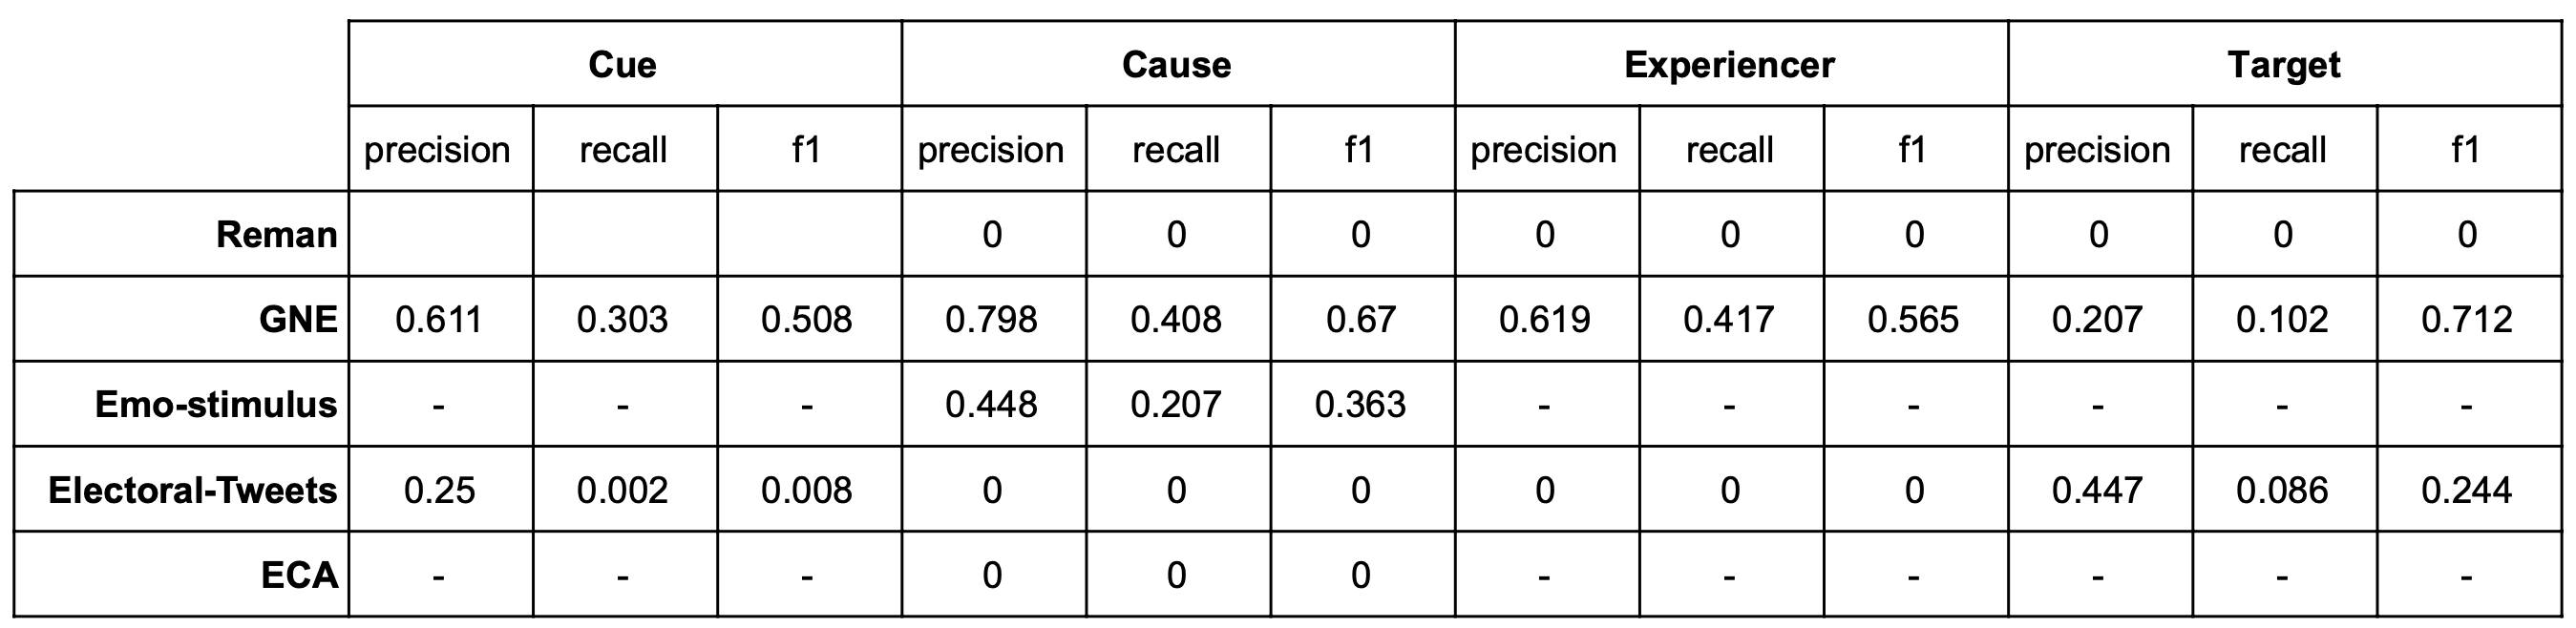 Cue Cause Experiencer Target
precision recall f1 precision recall f1 precision recall f1 precision recall f1
Reman 0 0 0 0 0 0 0 0 0
GNE 0.611 0.303 0.508 0.798 0.408 0.67 0.619 0.417 0.565 0.207 0.102 0.712
Emo-stimulus - - - 0.448 0.207 0.363 - - - - - -
Electoral-Tweets 0.25 0.002 0.008 0 0 0 0 0 0 0.447 0.086 0.244
ECA - - - 0 0 0 - - - - - -